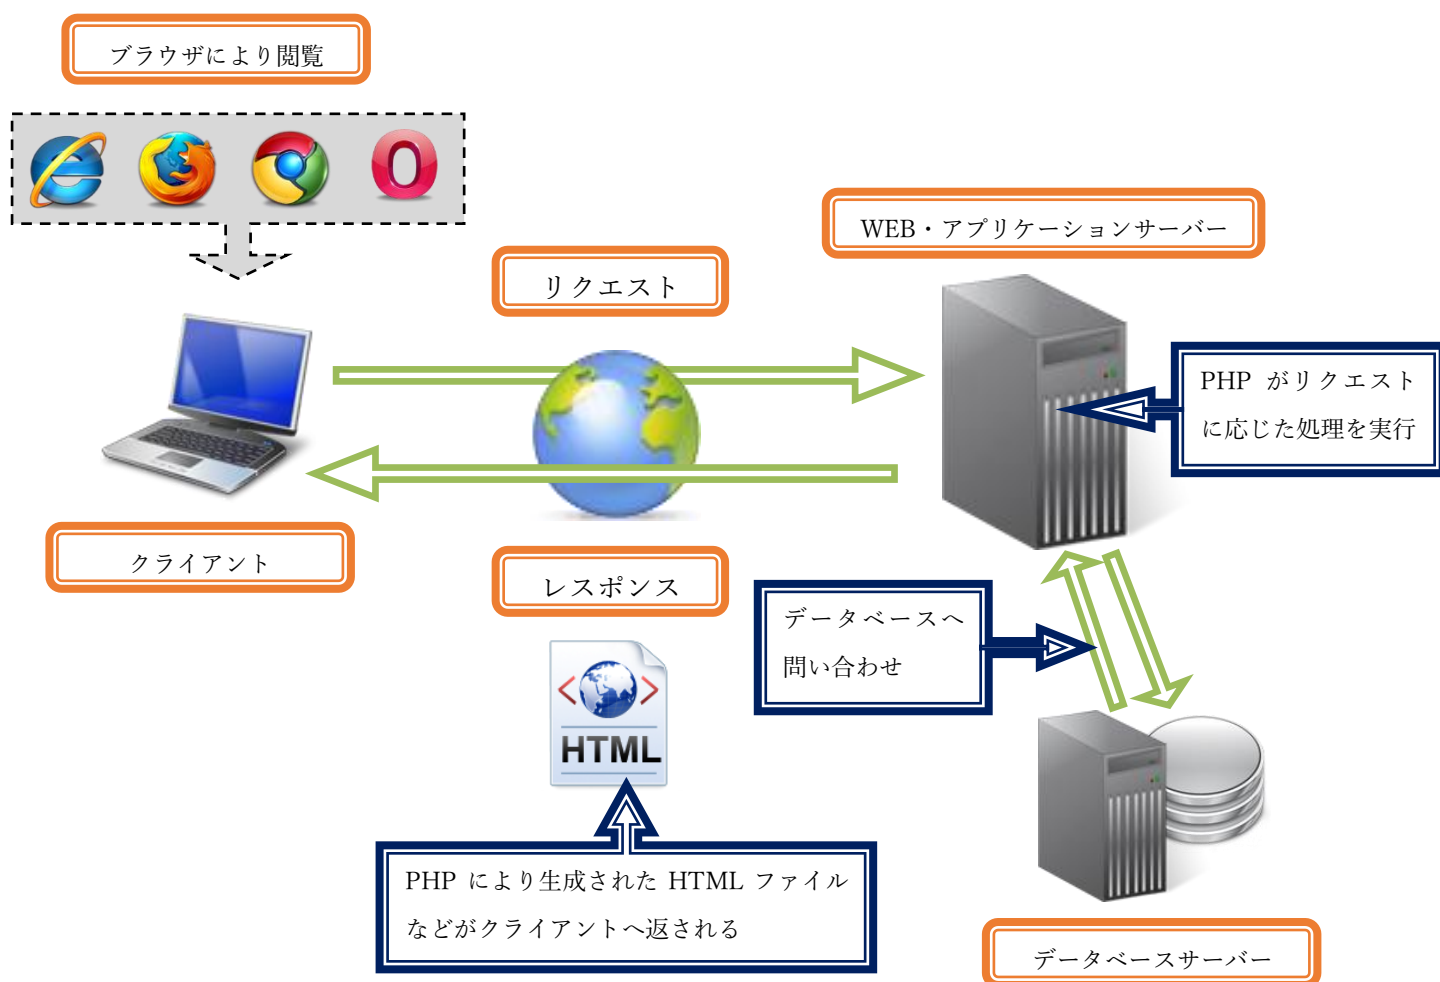 ブラウザにより閲覧
WEB・アプリケーションサーバー
リクエスト
PHP がリクエスト
に応じた処理を実行
クライアント
レスポンス
データベースへ
問い合わせ
HTML
PHP により生成された HTML ファイル
などがクライアントへ返される
データベースサーバー